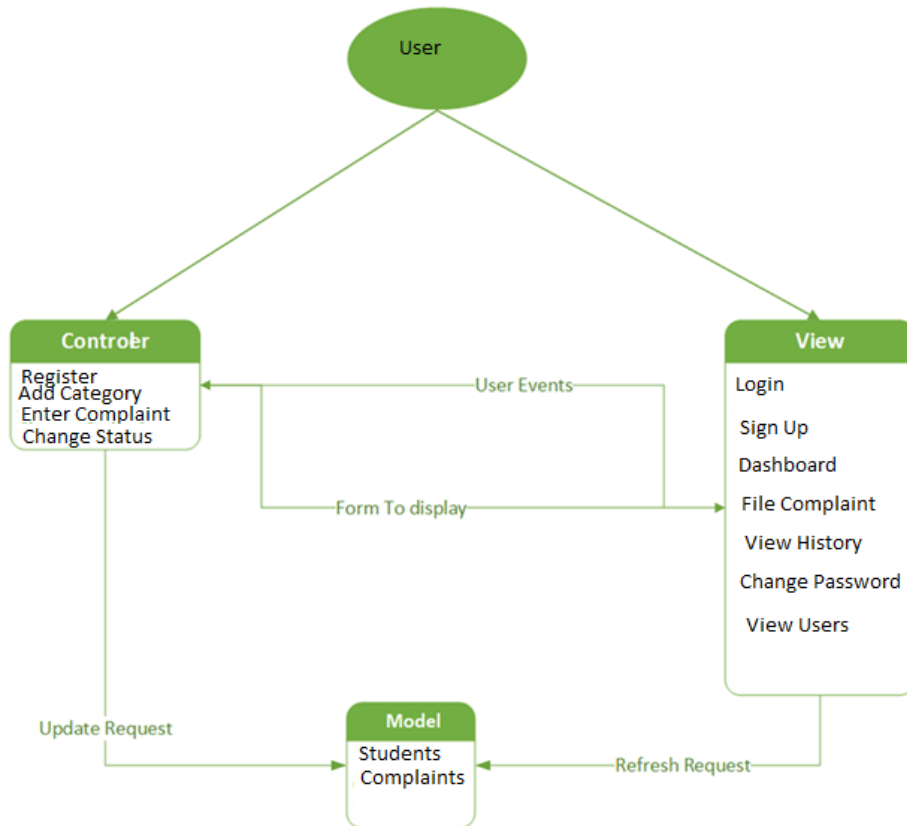 User
Controler
Register
Add Category
Enter Complaint
Change Status
User Events
Form To display
View
Login
Sign Up
Dashboard
File Complaint
View History
Change Password
View Users
Update Request
Model
Students
Complaints
Refresh Request